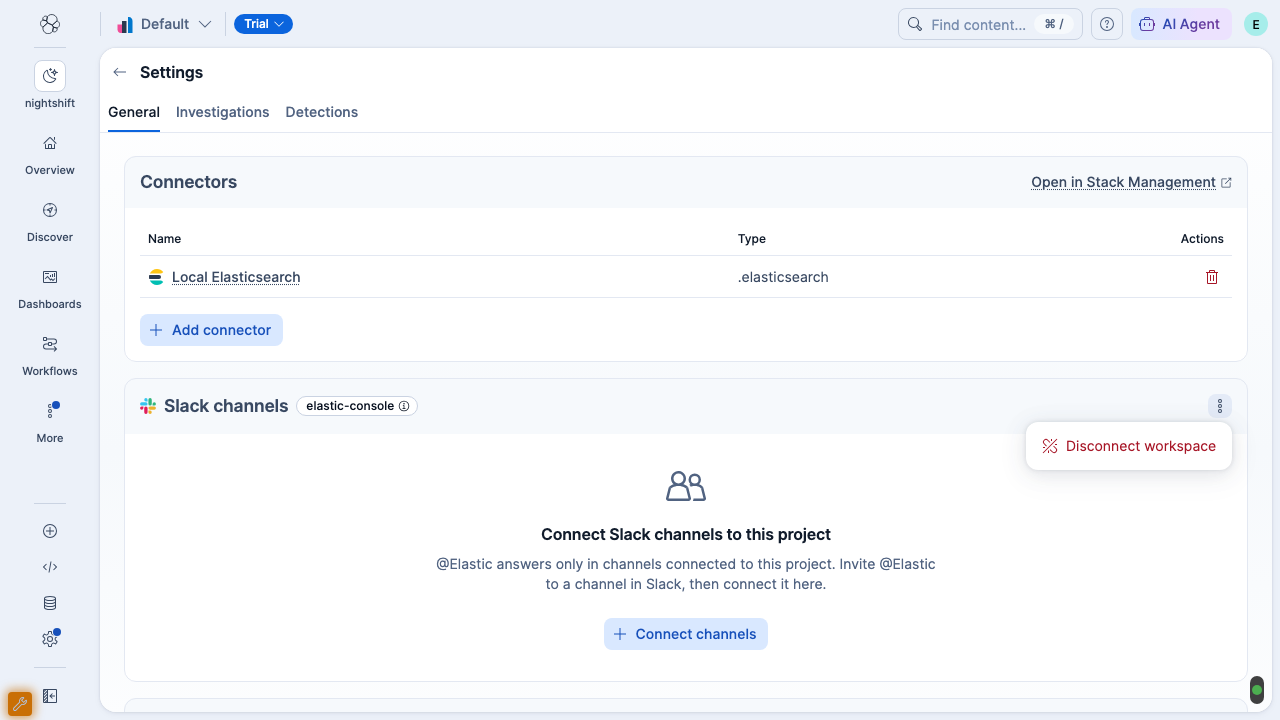 Default
Trial
Find content...
⌘ /
AI Agent
E
nightshift
Overview
Discover
Dashboards
Workflows
More
Settings
General
Investigations
Detections
Connectors
Open in Stack Management
Name
Type
Actions
Local Elasticsearch
.elasticsearch
Add connector
Slack channels
elastic-console
Disconnect workspace
Connect Slack channels to this project
@Elastic answers only in channels connected to this project. Invite @Elastic
to a channel in Slack, then connect it here.
Connect channels